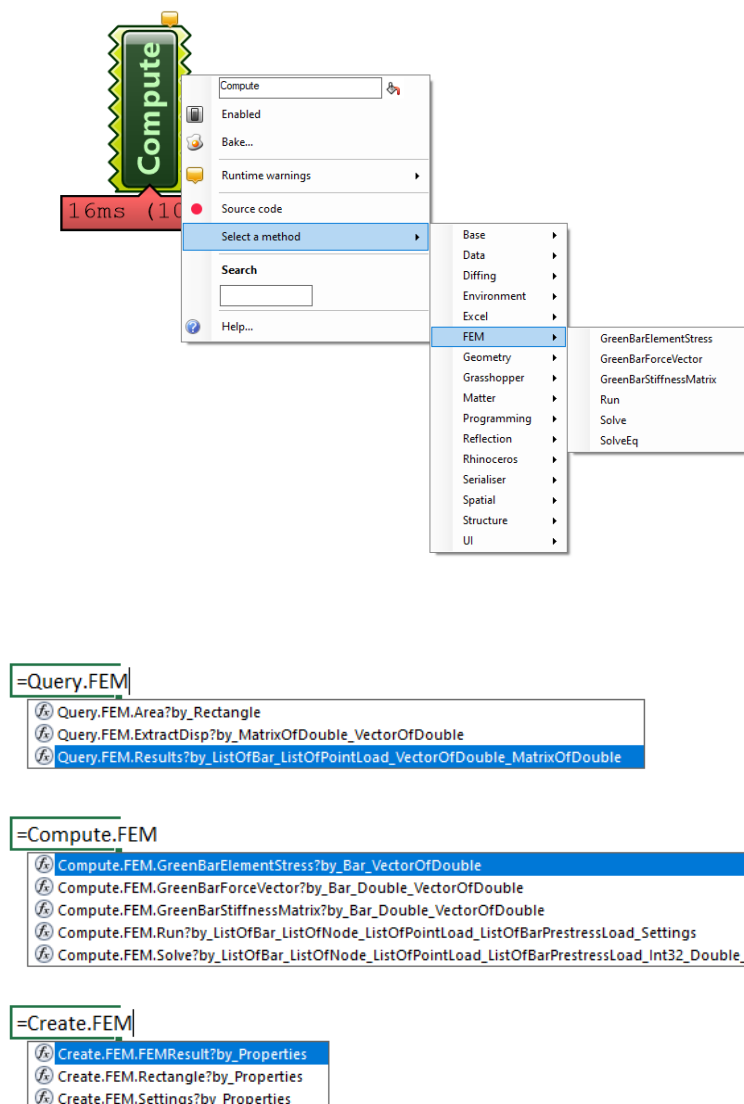 Compute
Compute
Enabled
Bake...
Runtime warnings
16ms (10
Source code
Select a method
Search
Help...
Base
Data
Diffing
Environment
Excel
FEM
Geometry
Grasshopper
Matter
Programming
Reflection
Rhinoceros
Serialiser
Spatial
Structure
UI
GreenBarElementStress
GreenBarForceVector
GreenBarStiffnessMatrix
Run
Solve
SolveEq
=Query.FEM
Query.FEM.Area?by_Rectangle
Query.FEM.ExtractDisp?by_MatrixOfDouble_VectorOfDouble
Query.FEM.Results?by_ListOfBar_ListOfPointLoad_VectorOfDouble_MatrixOfDouble
=Compute.FEM
Compute.FEM.GreenBarElementStress?by_Bar_VectorOfDouble
Compute.FEM.GreenBarForceVector?by_Bar_Double_VectorOfDouble
Compute.FEM.GreenBarStiffnessMatrix?by_Bar_Double_VectorOfDouble
Compute.FEM.Run?by_ListOfBar_ListOfNode_ListOfPointLoad_ListOfBarPrestressLoad_Settings
Compute.FEM.Solve?by_ListOfBar_ListOfNode_ListOfPointLoad_ListOfBarPrestressLoad_Int32_Double_
=Create.FEM
Create.FEM.FEMResult?by_Properties
Create.FEM.Rectangle?by_Properties
Create.FEM.Settings?by_Properties